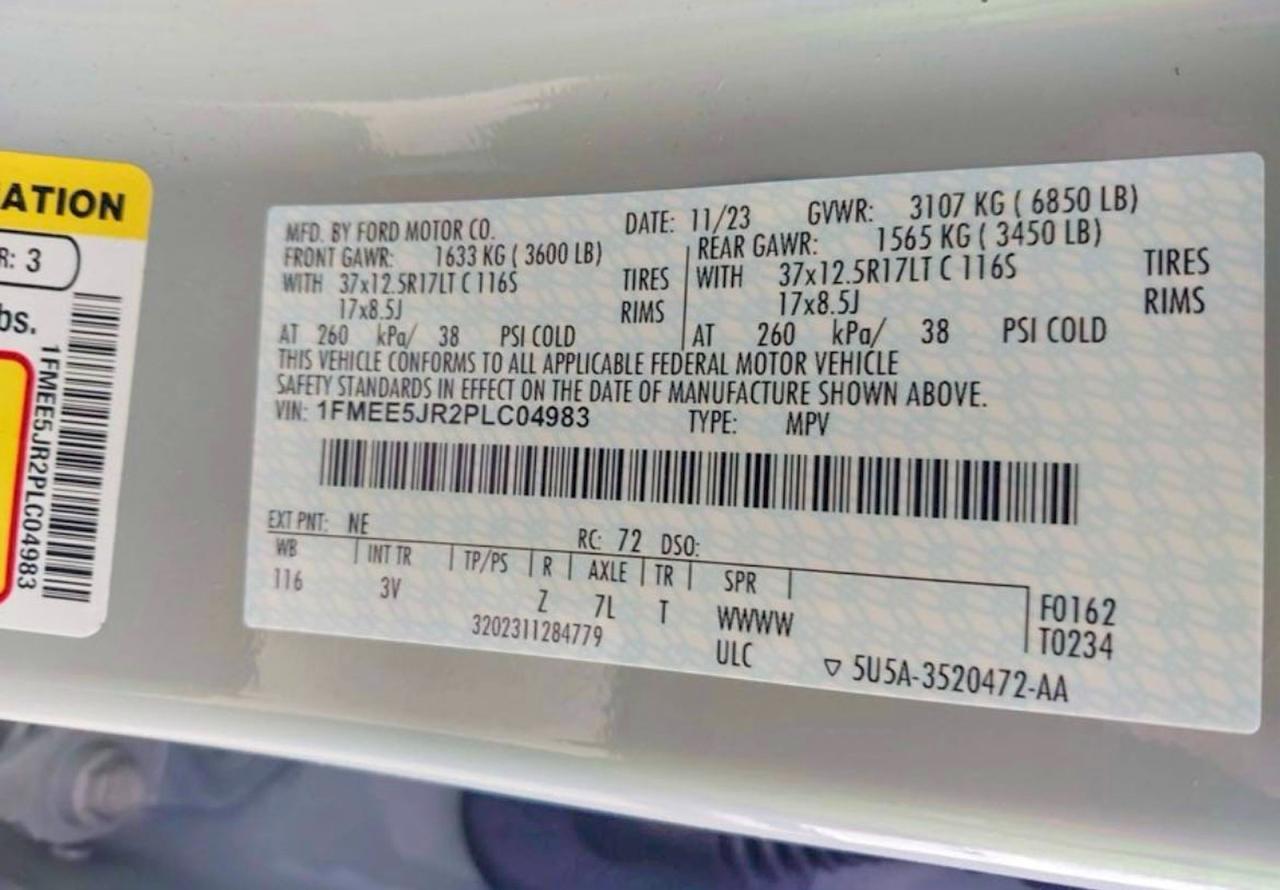 ATION
R: 3
bs.
1FMEE5JR2PLC04983
MFD. BY FORD MOTOR CO. DATE: 11/23 GVWR: 3107 KG ( 6850 LB)
FRONT GAWR: 1633 KG ( 3600 LB) REAR GAWR: 1565 KG ( 3450 LB)
WITH 37x12.5R17LT C 116S TIRES WITH 37x12.5R17LT C 116S TIRES
17x8.5J RIMS 17x8.5J RIMS
AT 260 kPa/ 38 PSI COLD AT 260 kPa/ 38 PSI COLD
THIS VEHICLE CONFORMS TO ALL APPLICABLE FEDERAL MOTOR VEHICLE
SAFETY STANDARDS IN EFFECT ON THE DATE OF MANUFACTURE SHOWN ABOVE.
VIN: 1FMEE5JR2PLC04983 TYPE: MPV
EXT PNT: NE RC: 72 DSO:
WB INT TR TP/PS R AXLE TR SPR
116 3V Z 7L T WWWW F0162
3202311284779 ULC T0234
▽ 5U5A-3520472-AA